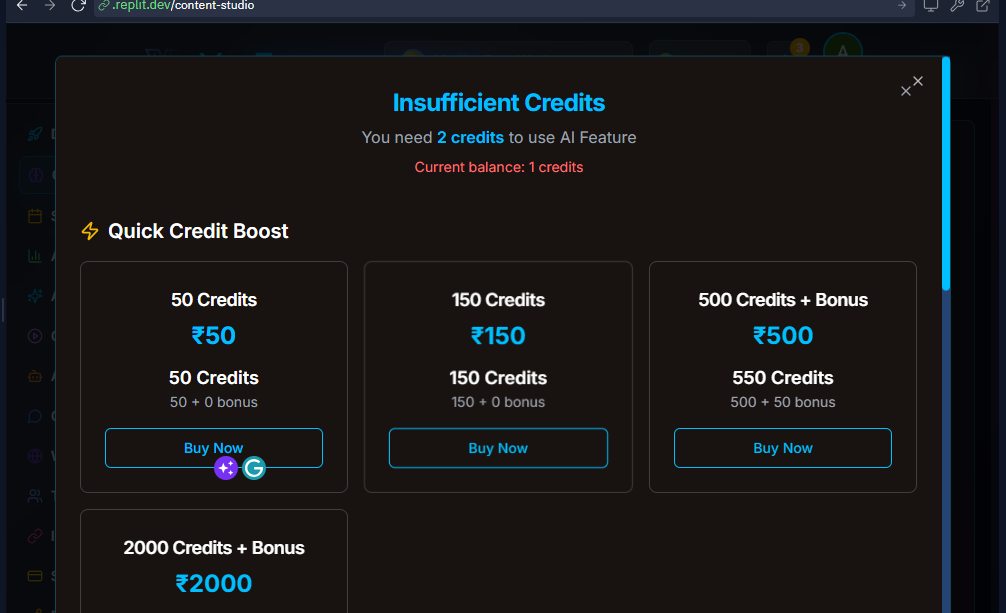 .replit.dev/content-studio
3
A
Insufficient Credits
You need 2 credits to use AI Feature
Current balance: 1 credits
Quick Credit Boost
50 Credits
₹50
50 Credits
50 + 0 bonus
Buy Now
150 Credits
₹150
150 Credits
150 + 0 bonus
Buy Now
500 Credits + Bonus
₹500
550 Credits
500 + 50 bonus
Buy Now
2000 Credits + Bonus
₹2000